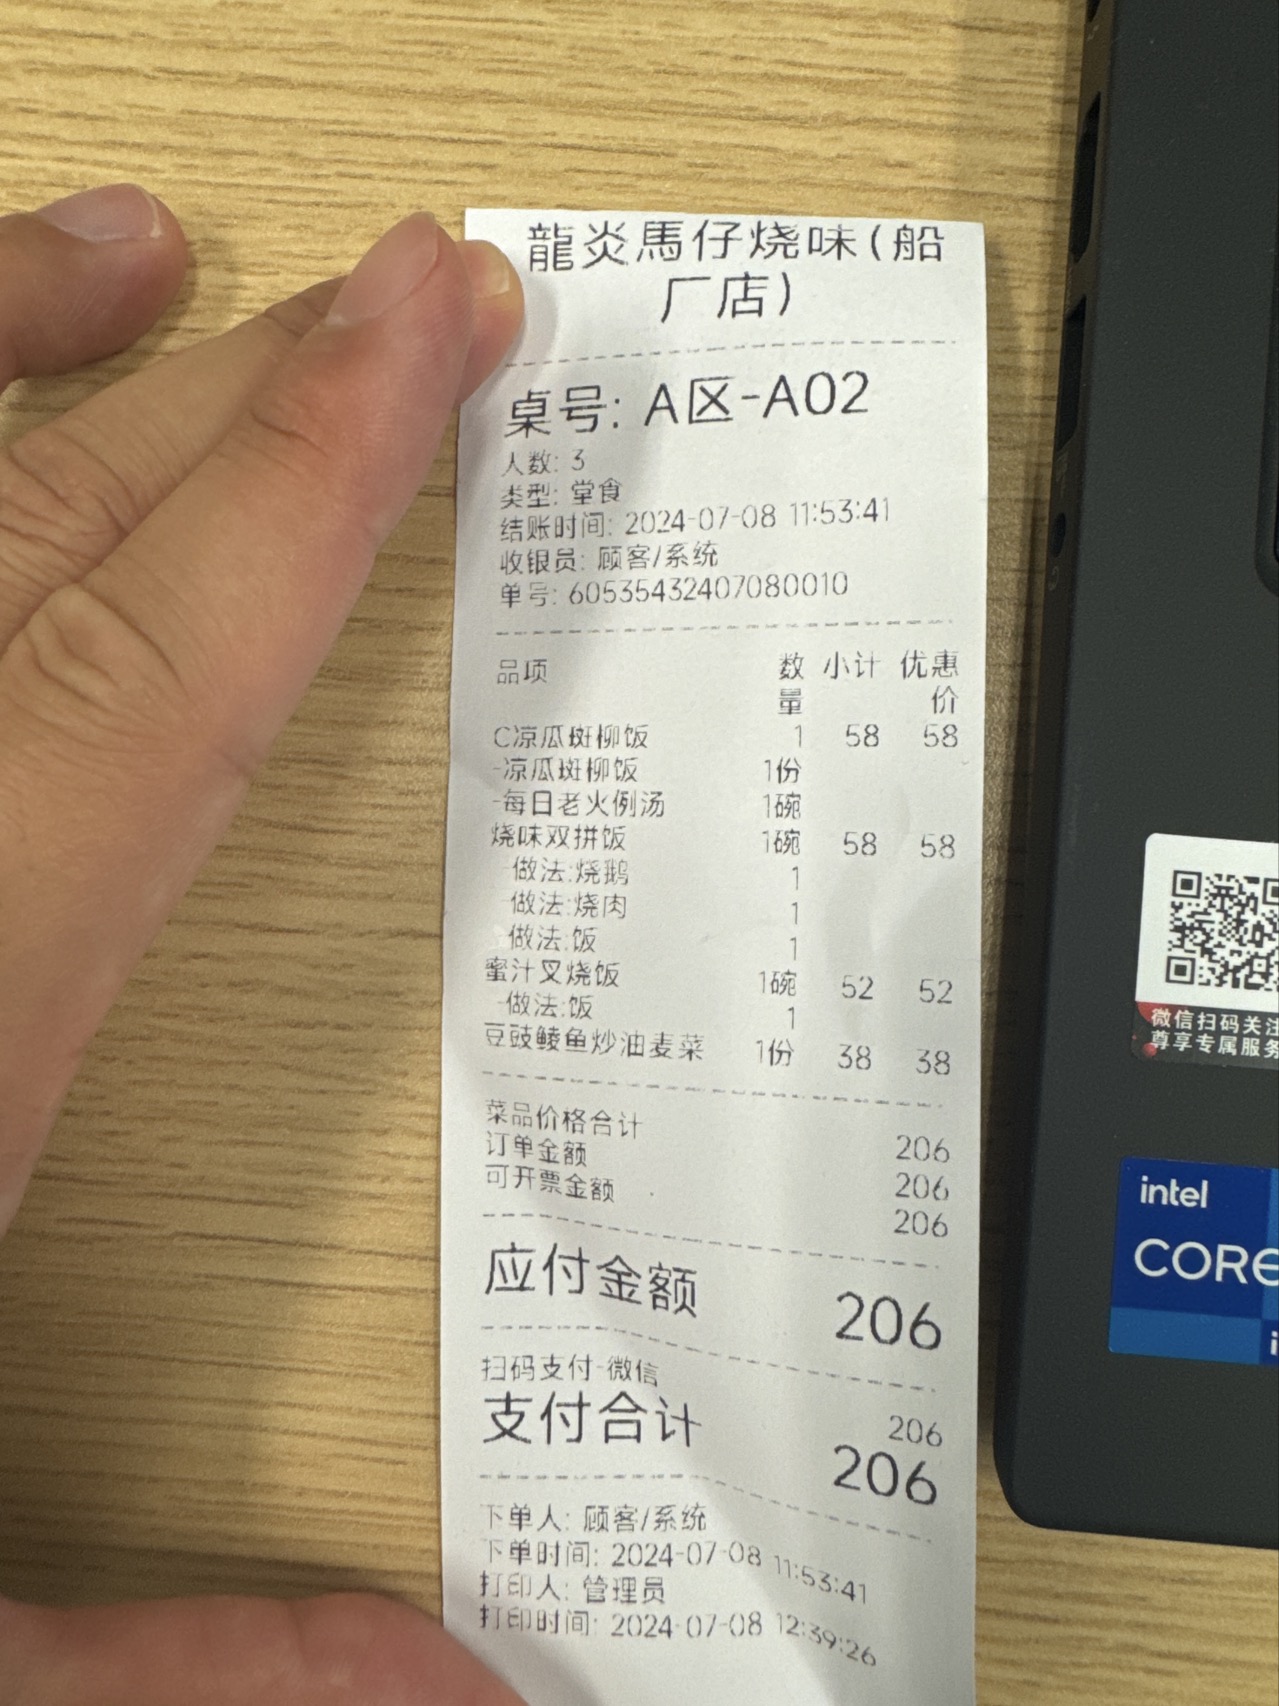 龍炎馬仔烧味(船
厂店)
桌号: A区-A02
人数: 3
类型: 堂食
结账时间: 2024-07-08 11:53:41
收银员: 顾客/系统
单号: 60535432407080010
品项 数量 小计 优惠价
C凉瓜斑柳饭 1 58 58
-凉瓜斑柳饭 1份
-每日老火例汤 1碗
烧味双拼饭 1碗 58 58
-做法:烧鹅 1
-做法:烧肉 1
-做法:饭 1
蜜汁叉烧饭 1碗 52 52
-做法:饭 1
豆豉鲮鱼炒油麦菜 1份 38 38
菜品价格合计 206
订单金额 206
可开票金额 206
应付金额 206
扫码支付-微信 206
支付合计 206
下单人: 顾客/系统
下单时间: 2024-07-08 11:53:41
打印人: 管理员
打印时间: 2024-07-08 12:39:26
微信扫码关注
尊享专属服务
intel
CORE